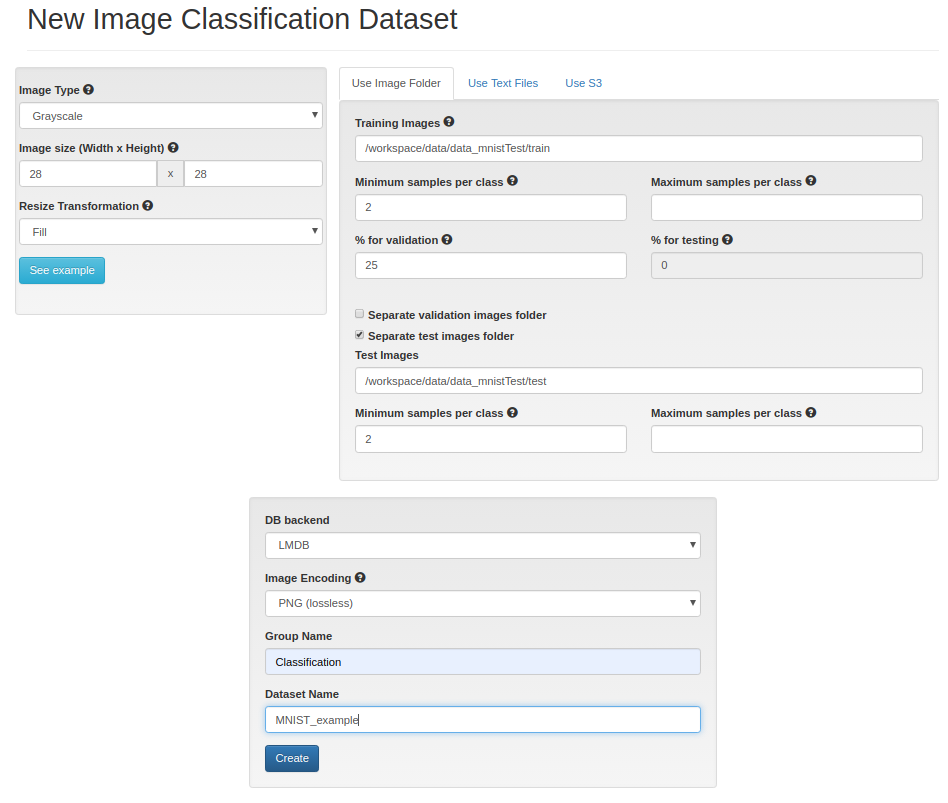 New Image Classification Dataset
Image Type
Grayscale
Image size (Width x Height)
28 x 28
Resize Transformation
Fill
See example
Use Image Folder Use Text Files Use S3
Training Images
/workspace/data/data_mnistTest/train
Minimum samples per class Maximum samples per class
2
% for validation % for testing
25 0
Separate validation images folder
Separate test images folder
Test Images
/workspace/data/data_mnistTest/test
Minimum samples per class Maximum samples per class
2
DB backend
LMDB
Image Encoding
PNG (lossless)
Group Name
Classification
Dataset Name
MNIST_example
Create